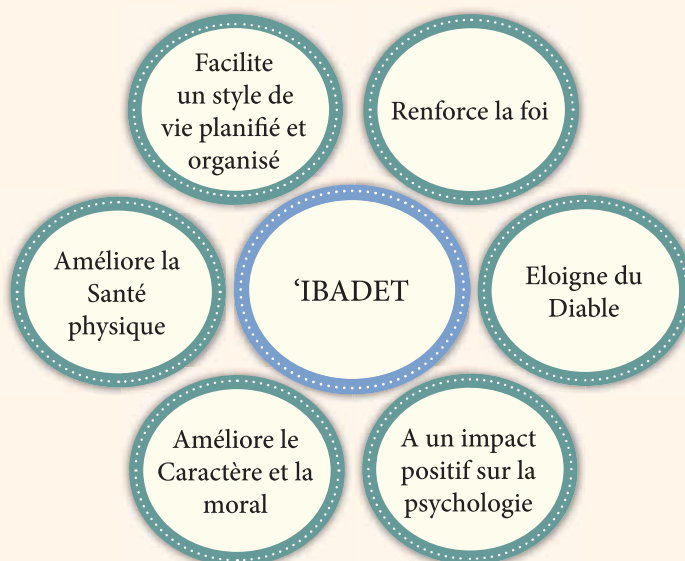 Facilite
un style de
vie planifié et
organisé
Renforce la foi
Améliore la
Santé
physique
‘IBADET
Eloigne du
Diable
Améliore le
Caractère et la
moral
A un impact
positif sur la
psychologie